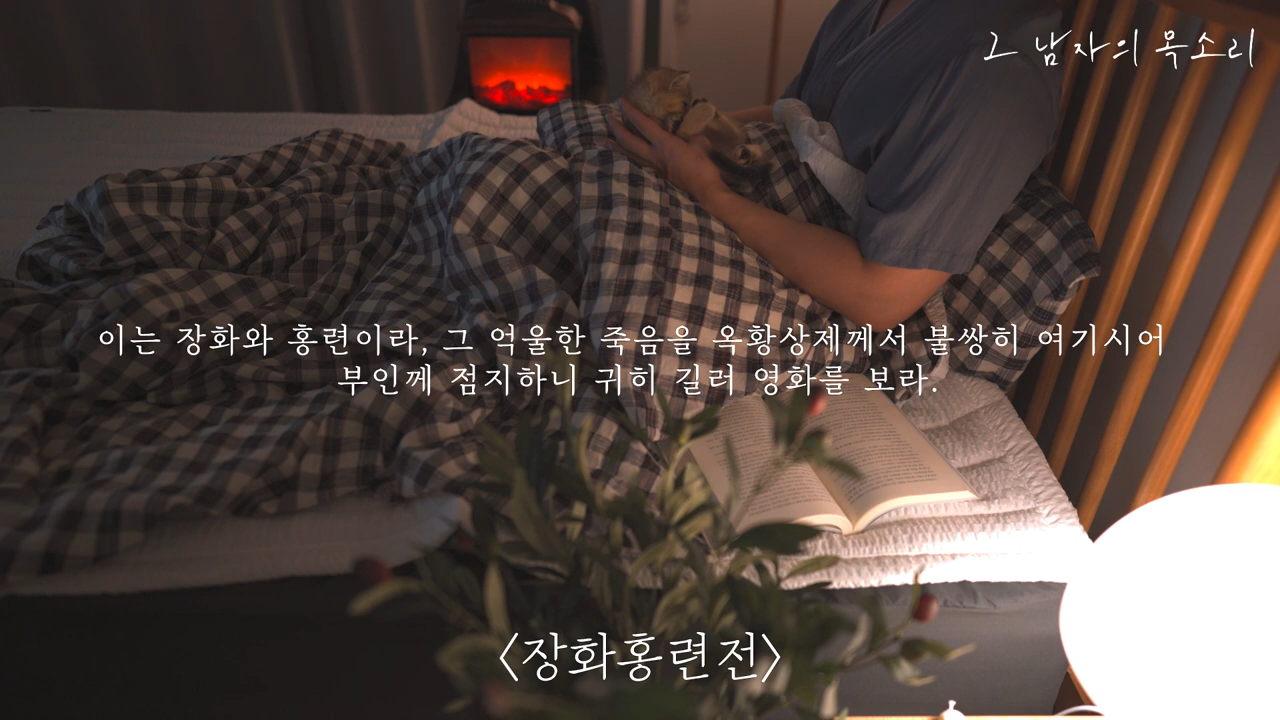 그 남자의 목소리
이는 장화와 홍련이라, 그 억울한 죽음을 옥황상제께서 불쌍히 여기시어
부인께 점지하니 귀히 길러 영화를 보라.
〈장화홍련전〉